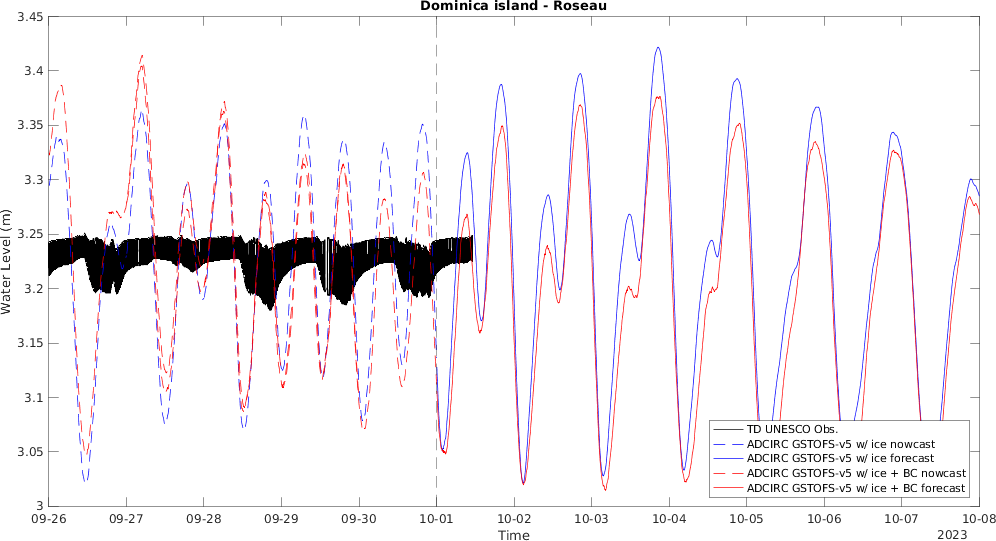 Dominica island - Roseau
3.45
3.4
3.35
3.3
3.25
3.2
3.15
3.1
3.05
3
Water Level (m)
TD UNESCO Obs.
ADCIRC GSTOFS-v5 w/ ice nowcast
ADCIRC GSTOFS-v5 w/ ice forecast
ADCIRC GSTOFS-v5 w/ ice + BC nowcast
ADCIRC GSTOFS-v5 w/ ice + BC forecast
09-26 09-27 09-28 09-29 09-30 10-01 10-02 10-03 10-04 10-05 10-06 10-07 10-08
Time
2023